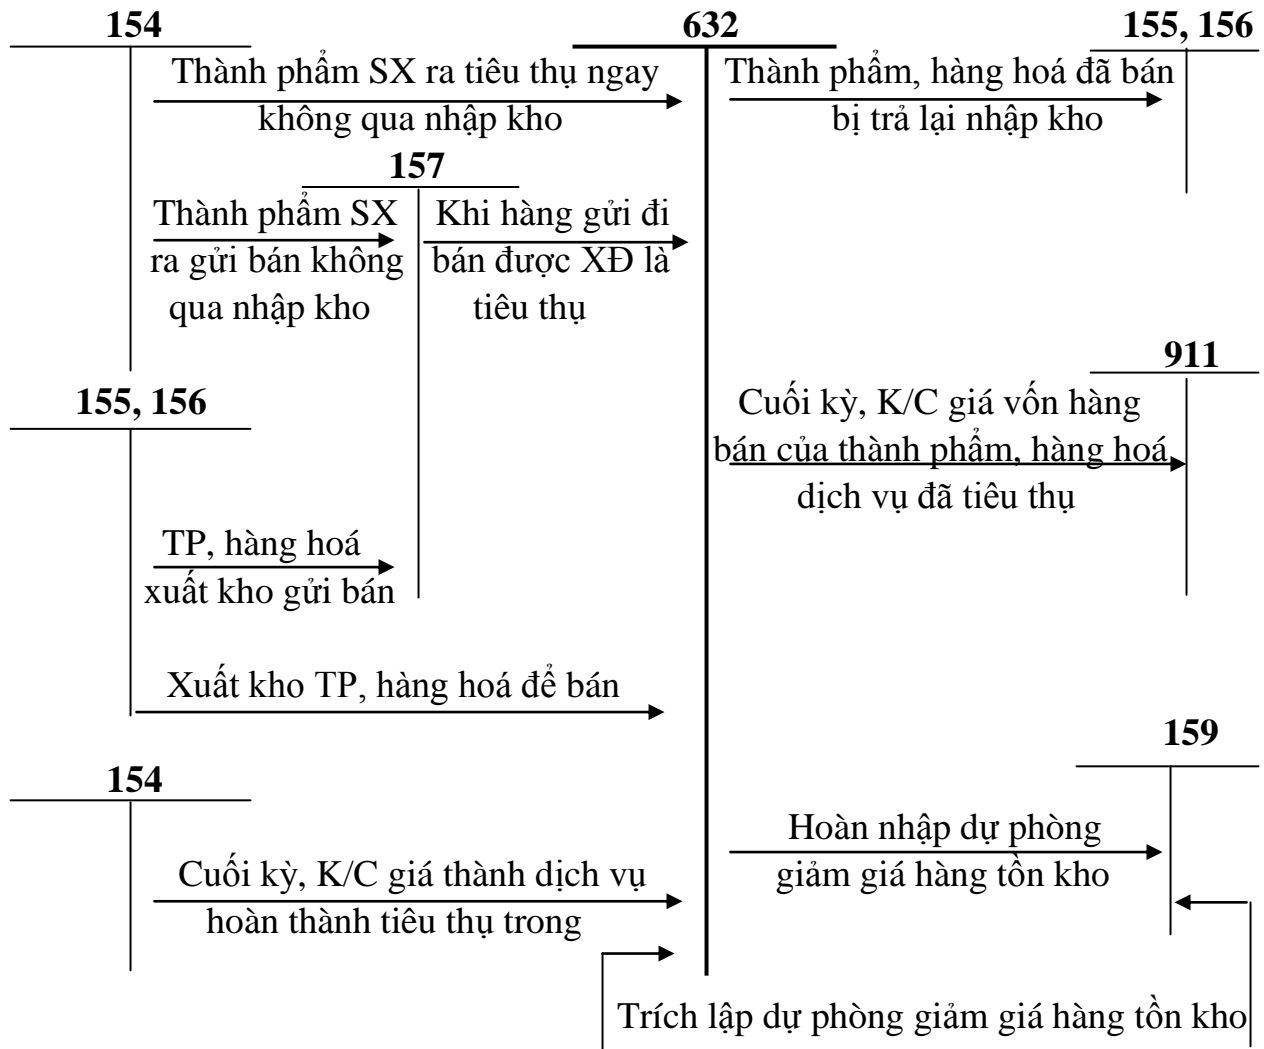 154
632
155, 156
Thành phẩm SX ra tiêu thụ ngay
không qua nhập kho
Thành phẩm, hàng hoá đã bán
bị trả lại nhập kho
157
Thành phẩm SX
ra gửi bán không
qua nhập kho
Khi hàng gửi đi
bán được XĐ là
tiêu thụ
911
155, 156
Cuối kỳ, K/C giá vốn hàng
bán của thành phẩm, hàng hoá
dịch vụ đã tiêu thụ
TP, hàng hoá
xuất kho gửi bán
Xuất kho TP, hàng hoá để bán
159
154
Hoàn nhập dự phòng
giảm giá hàng tồn kho
Cuối kỳ, K/C giá thành dịch vụ
hoàn thành tiêu thụ trong
Trích lập dự phòng giảm giá hàng tồn kho